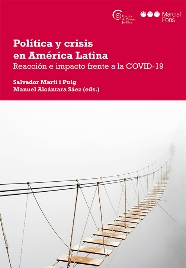 Marcial
Pons
Política y crisis
en América Latina
Reacción e impacto frente a la COVID-19
Salvador Martí i Puig
Manuel Alcántara Sáez (eds.)